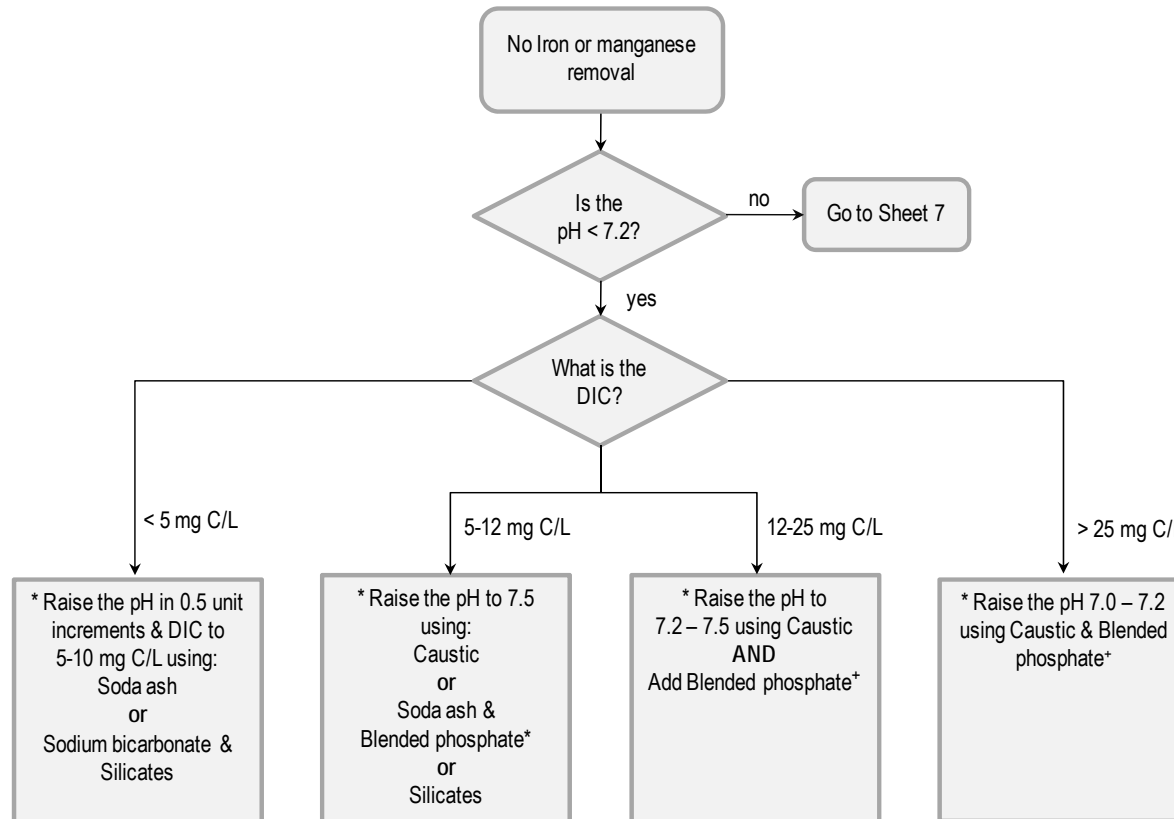 No Iron or manganese
removal
Is the
pH < 7.2?
no
Go to Sheet 7
yes
What is the
DIC?
< 5 mg C/L
5-12 mg C/L
12-25 mg C/L
> 25 mg C/
* Raise the pH in 0.5 unit
increments & DIC to
5-10 mg C/L using:
Soda ash
or
Sodium bicarbonate &
Silicates
* Raise the pH to 7.5
using:
Caustic
or
Soda ash &
Blended phosphate*
or
Silicates
* Raise the pH to
7.2 – 7.5 using Caustic
AND
Add Blended phosphate⁺
* Raise the pH 7.0 – 7.2
using Caustic & Blended
phosphate⁺